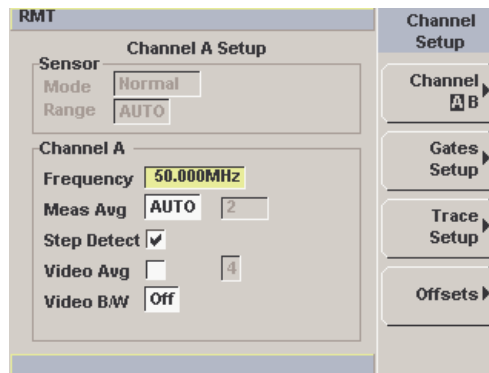 RMT
Channel A Setup
Sensor
Mode Normal
Range AUTO
Channel A
Frequency 50.000MHz
Meas Avg AUTO 2
Step Detect
Video Avg 4
Video B/W Off
Channel
Setup
Channel
A B
Gates
Setup
Trace
Setup
Offsets